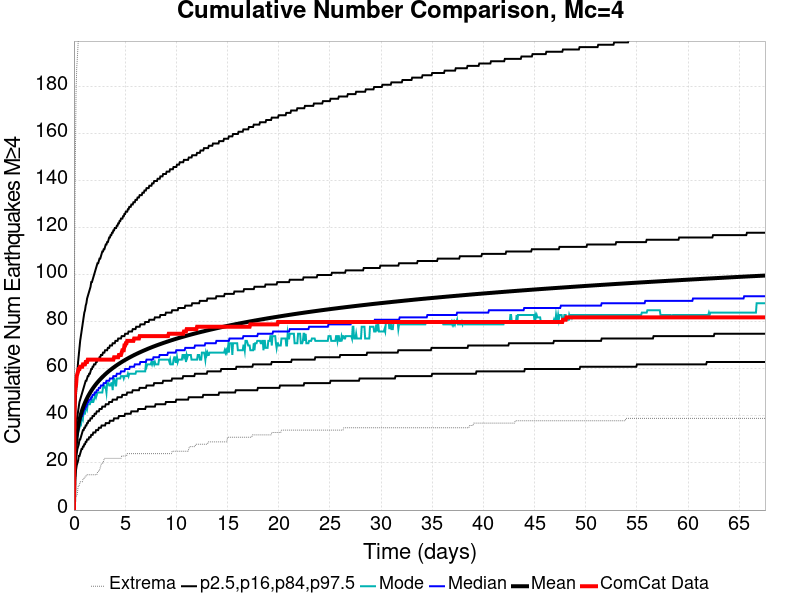 Cumulative Number Comparison, Mc=4
Cumulative Num Earthquakes M≥4
180
160
140
120
100
80
60
40
20
0
0 5 10 15 20 25 30 35 40 45 50 55 60 65
Time (days)
Extrema p2.5,p16,p84,p97.5 Mode Median Mean ComCat Data